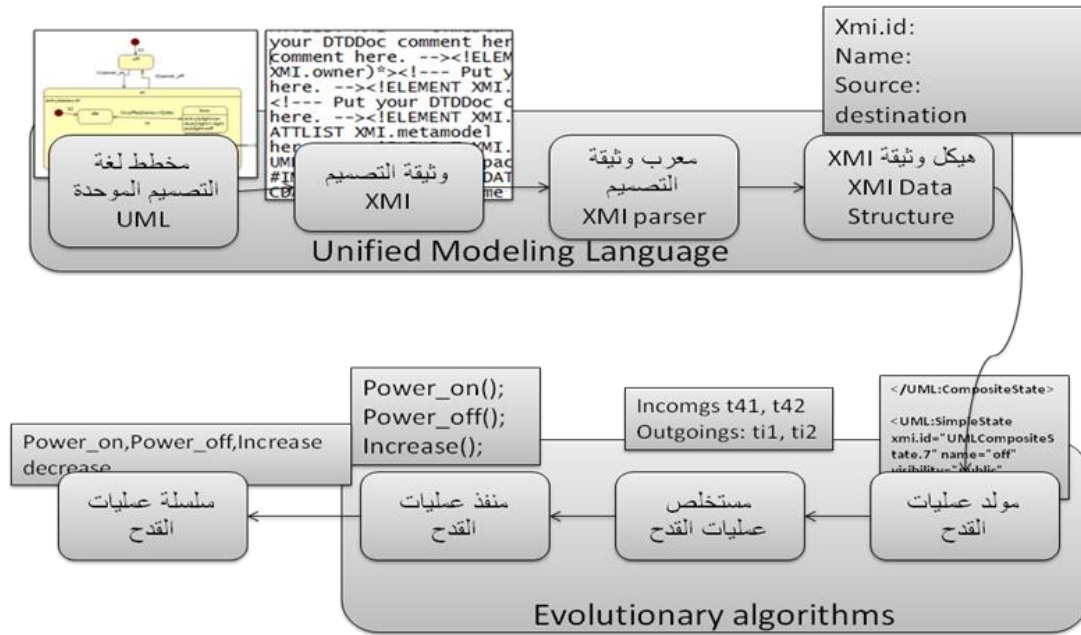 your DTDDoc comment her
comment here. --><!ELEM
XMI.owner)*><!--- Put y
here. --><!ELEMENT XMI.
<!--- Put your DTDDoc c
here. --><!ELEMENT XMI.
ATTLIST XMI.metamodel
Xmi.id:
Name:
Source:
destination
مخطط لغة
التصميم الموحدة
UML
وثيقة التصميم
XMI
معرب وثيقة
التصميم
XMI parser
هيكل وثيقة XMI
XMI Data
Structure
Unified Modeling Language
</UML:CompositeState>
<UML:SimpleState
xmi.id="UMLCompositeS
tate.7" name="off"
visibility="public"
Incomgs t41, t42
Outgoings: ti1, ti2
Power_on();
Power_off();
Increase();
Power_on,Power_off,Increase
decrease
مولد عمليات
القدح
مستخلص
عمليات القدح
منفذ عمليات
القدح
سلسلة عمليات
القدح
Evolutionary algorithms